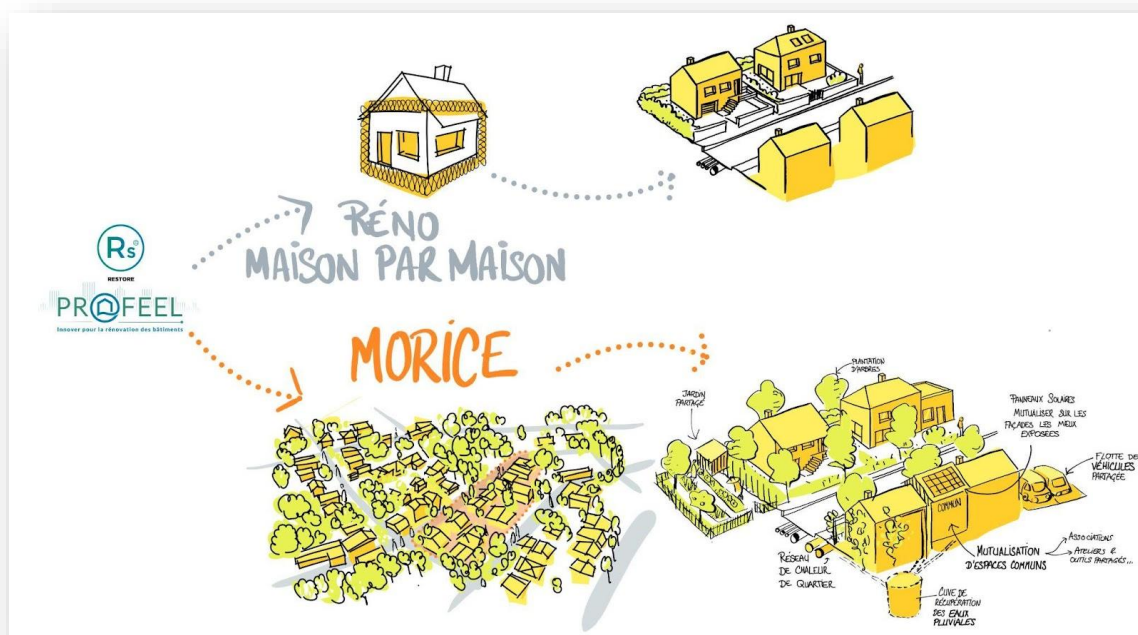 Rs
RESTORE
PROFEEL
Innover pour la rénovation des bâtiments
RÉNO
MAISON PAR MAISON
MORICE
JARDIN
PARTAGÉ
PLANTATION
D'ARBRES
PANNEAUX SOLAIRES
MUTUALISER SUR LES
FAÇADES LES MIEUX
EXPOSÉES
FLOTTE DE
VÉHICULES
PARTAGÉE
COMMUN
RÉSEAU
DE CHALEUR
DE QUARTIER
MUTUALISATION
D'ESPACES COMMUNS
ASSOCIATIONS
ATELIERS &
OUTILS PARTAGÉS...
CUVE DE
RÉCUPÉRATION
DES EAUX
PLUVIALES